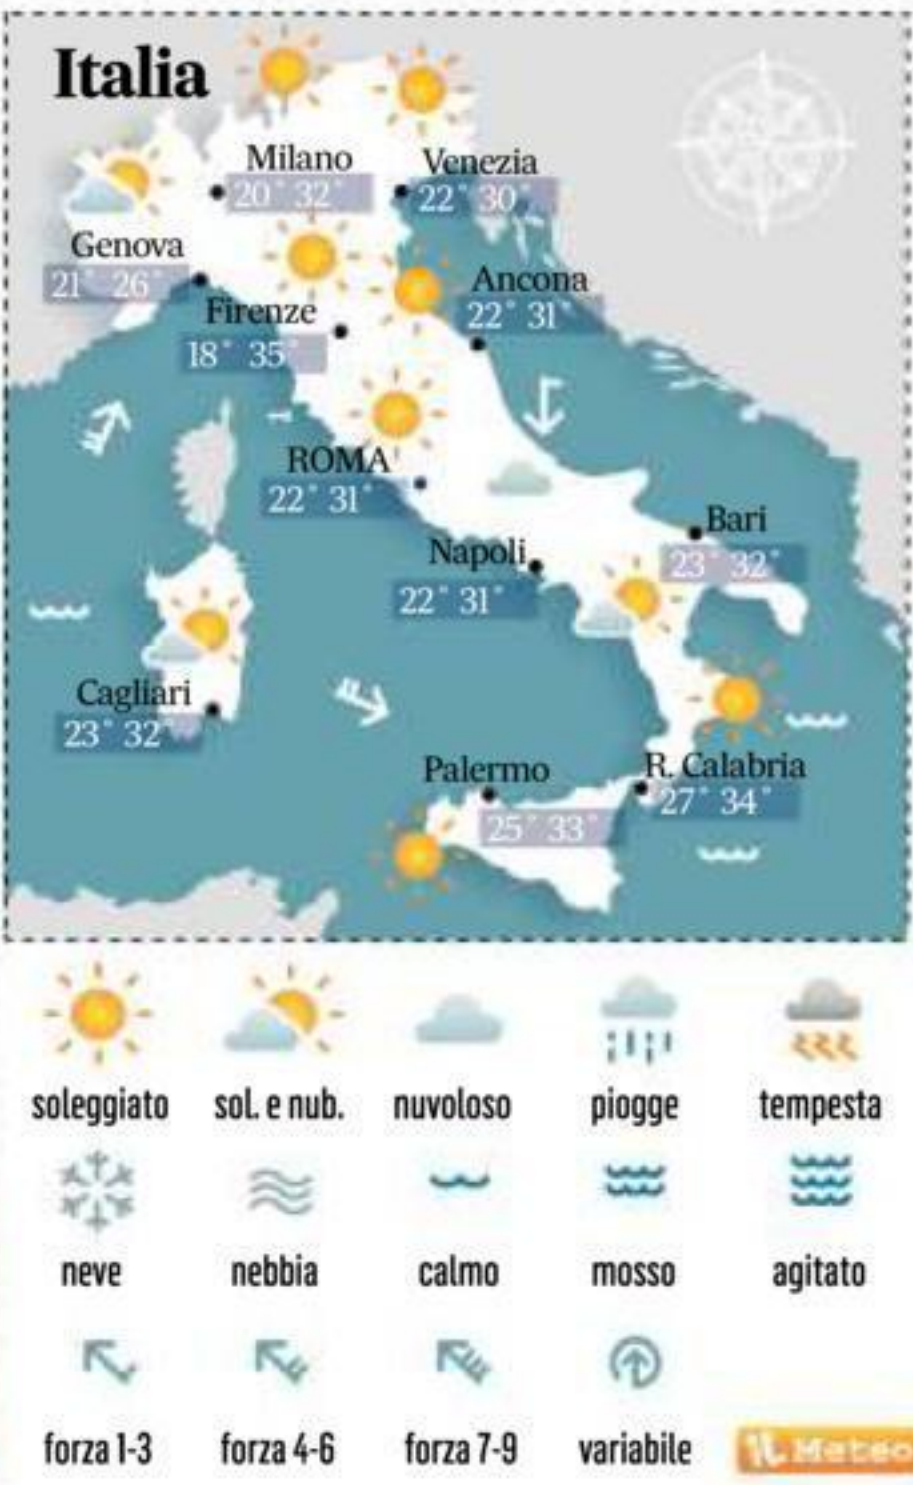 Italia
Milano
20° 32°
Venezia
22° 30°
Genova
21° 26°
Ancona
22° 31°
Firenze
18° 35°
ROMA
22° 31°
Bari
23° 32°
Napoli
22° 31°
Cagliari
23° 32°
Palermo
25° 33°
R. Calabria
27° 34°
soleggiato
sol. e nub.
nuvoloso
piogge
tempesta
neve
nebbia
calmo
mosso
agitato
forza 1-3
forza 4-6
forza 7-9
variabile
iL Meteo